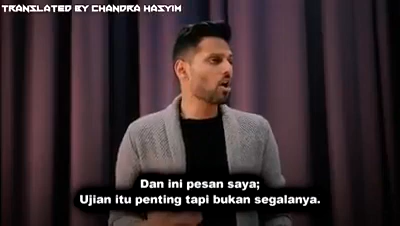 TRANSLATED BY CHANDRA HASYIM
Dan ini pesan saya;
Ujian itu penting tapi bukan segalanya.